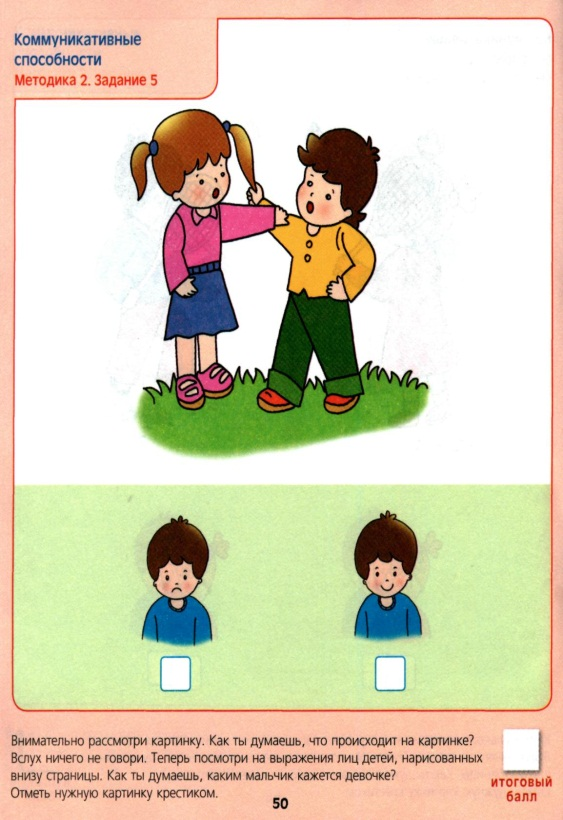 Коммуникативные
способности
Методика 2. Задание 5
Внимательно рассмотри картинку. Как ты думаешь, что происходит на картинке?
Вслух ничего не говори. Теперь посмотри на выражения лиц детей, нарисованных
внизу страницы. Как ты думаешь, каким мальчик кажется девочке?
Отметь нужную картинку крестиком.
итоговый
балл
50